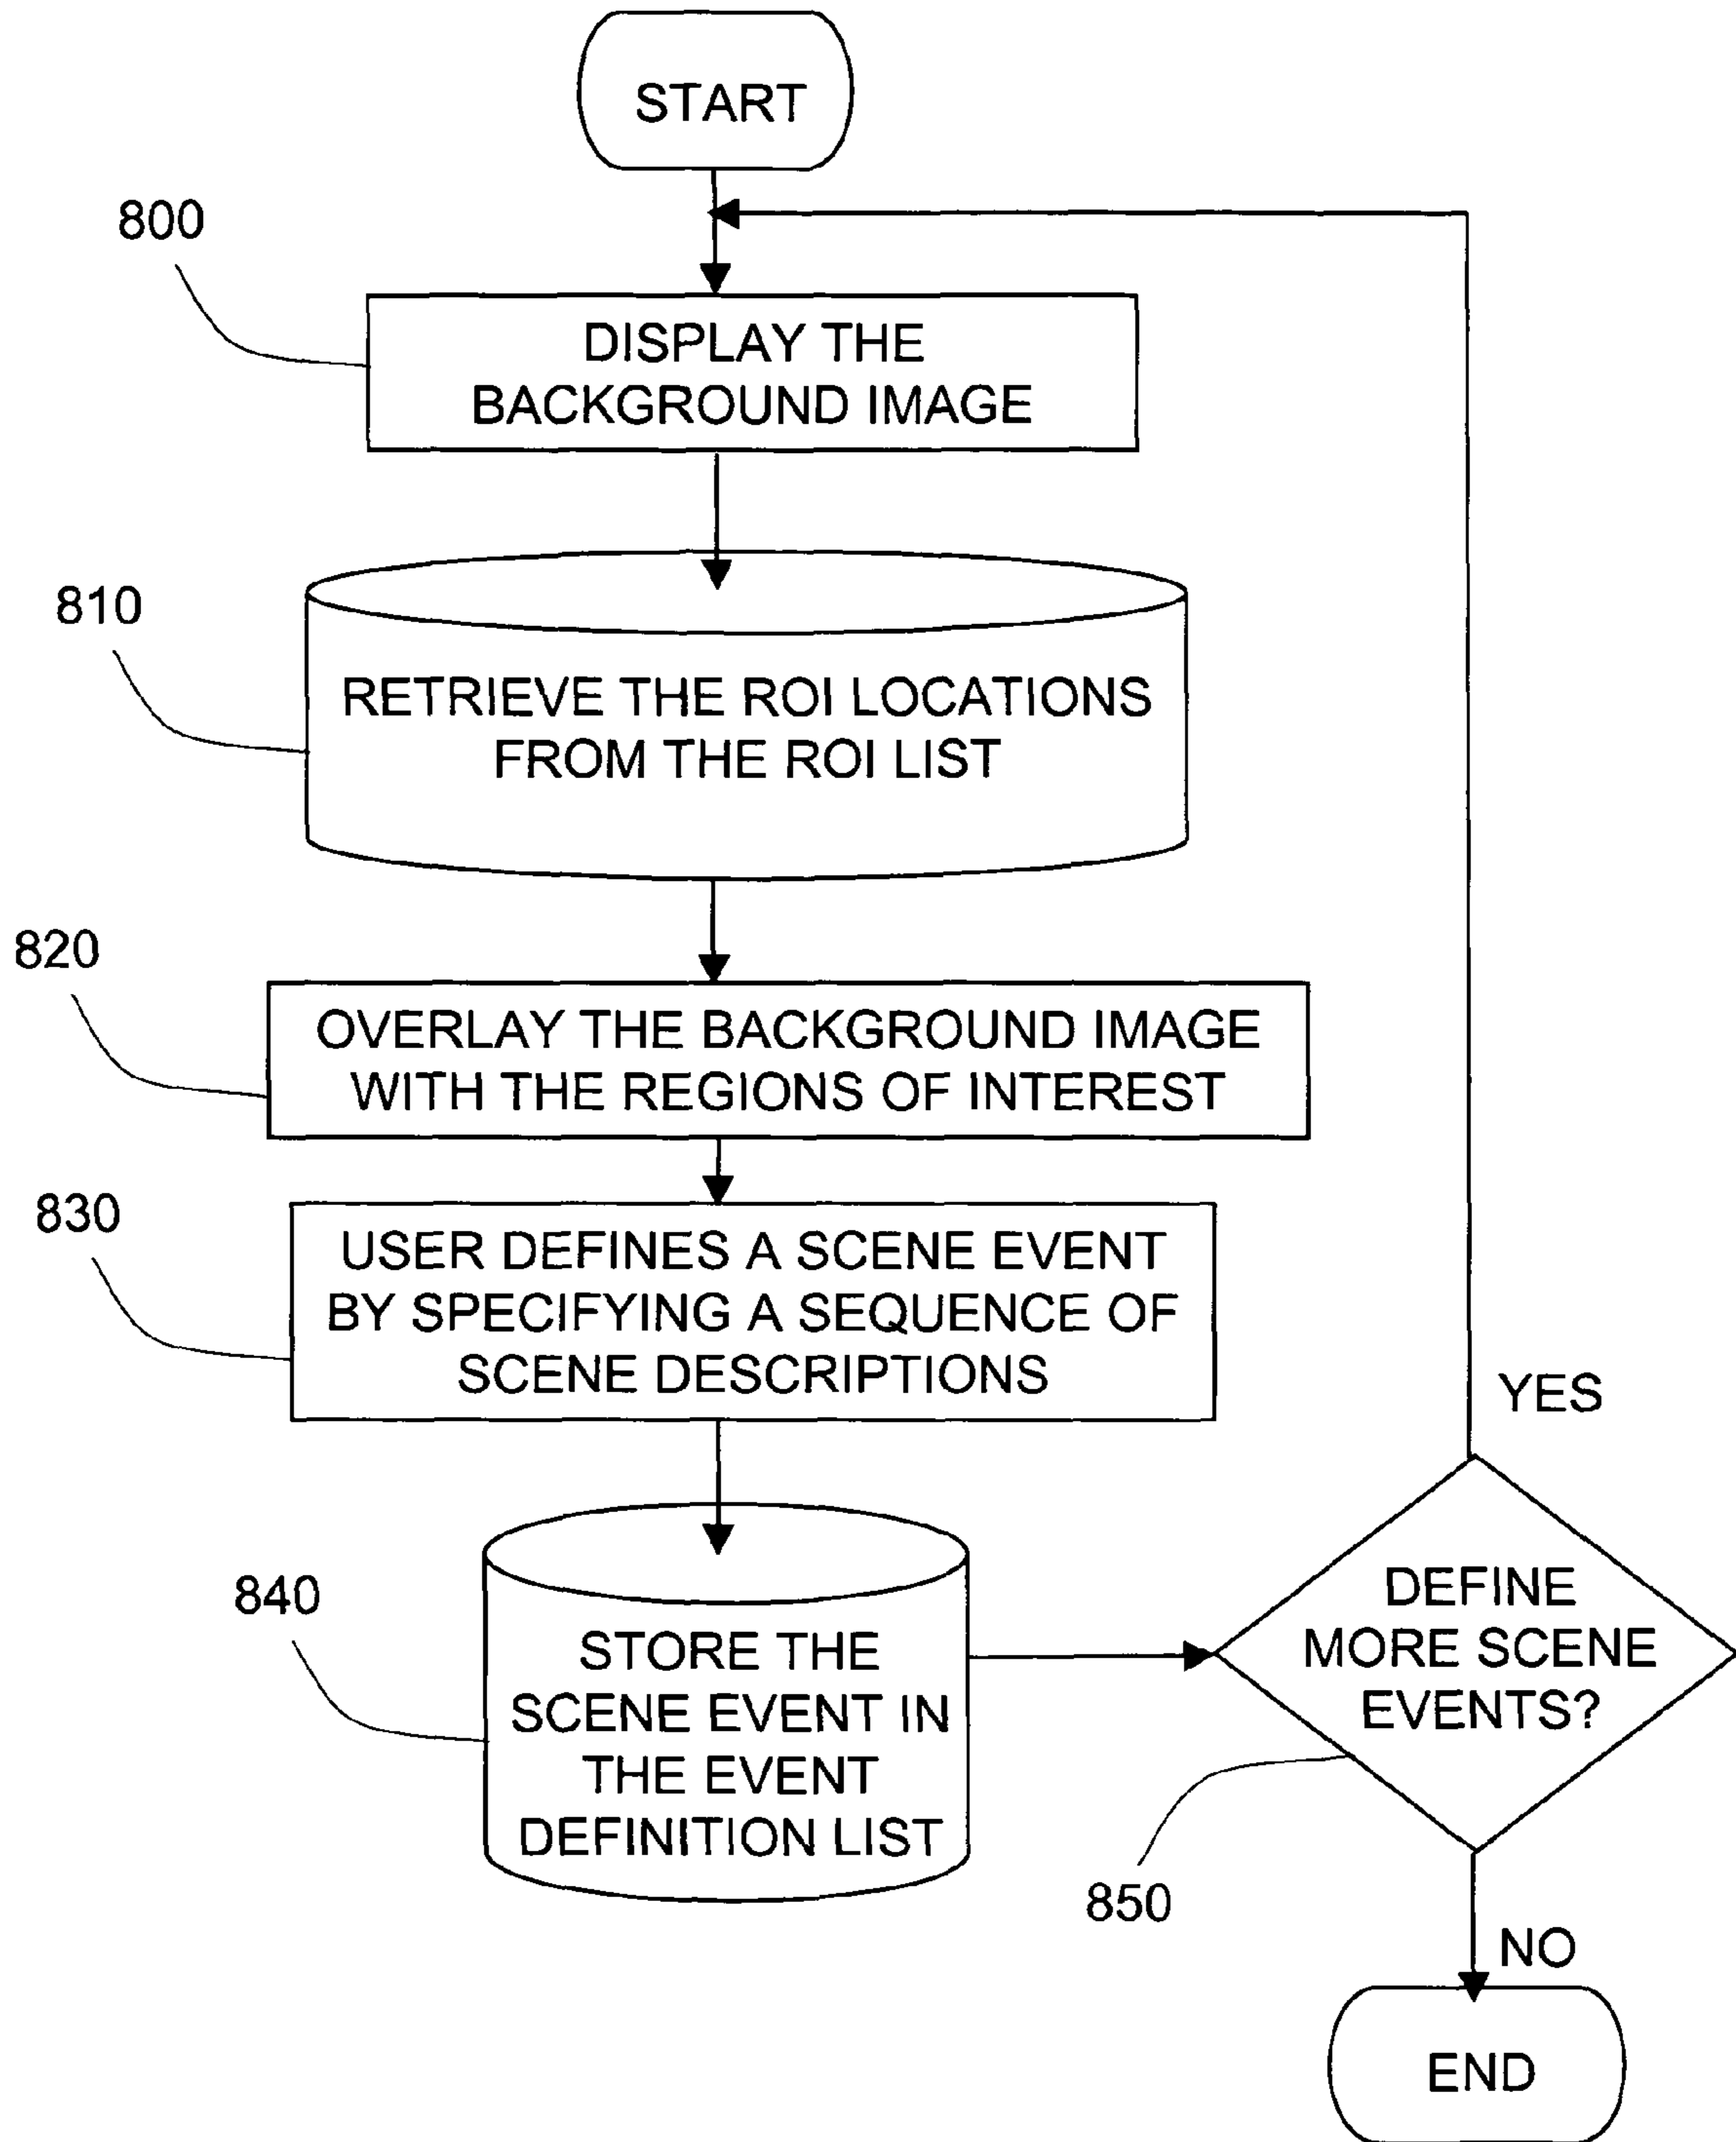 START
800
DISPLAY THE
BACKGROUND IMAGE
810
RETRIEVE THE ROI LOCATIONS
FROM THE ROI LIST
820
OVERLAY THE BACKGROUND IMAGE
WITH THE REGIONS OF INTEREST
830
USER DEFINES A SCENE EVENT
BY SPECIFYING A SEQUENCE OF
SCENE DESCRIPTIONS
YES
840
STORE THE
SCENE EVENT IN
THE EVENT
DEFINITION LIST
DEFINE
MORE SCENE
EVENTS?
850
NO
END